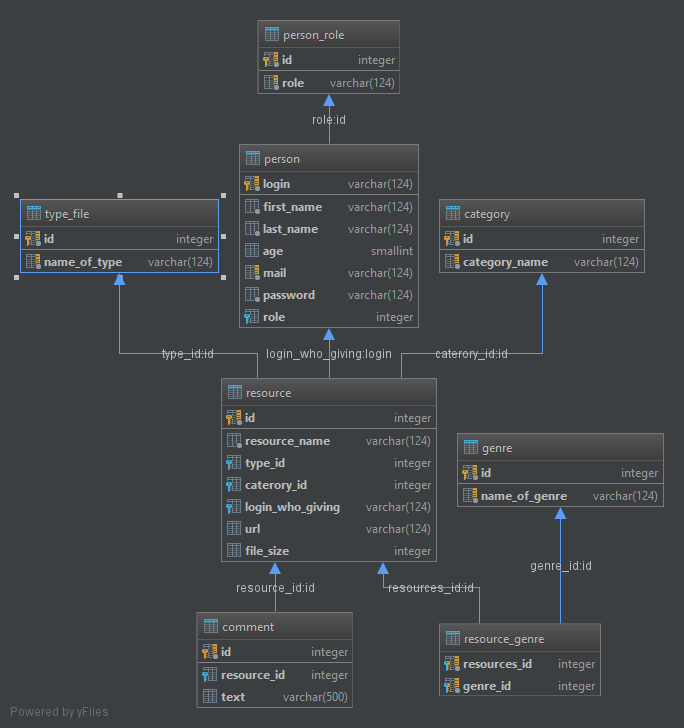 person_role
id integer
role varchar(124)
role:id
person
login varchar(124)
first_name varchar(124)
last_name varchar(124)
age smallint
mail varchar(124)
password varchar(124)
role integer
type_file
id integer
name_of_type varchar(124)
category
id integer
category_name varchar(124)
type_id:id
login_who_giving:login
caterory_id:id
resource
id integer
resource_name varchar(124)
type_id integer
caterory_id integer
login_who_giving varchar(124)
url varchar(124)
file_size integer
genre
id integer
name_of_genre varchar(124)
genre_id:id
resource_id:id
resources_id:id
comment
id integer
resource_id integer
text varchar(500)
resource_genre
resources_id integer
genre_id integer
Powered by yFiles